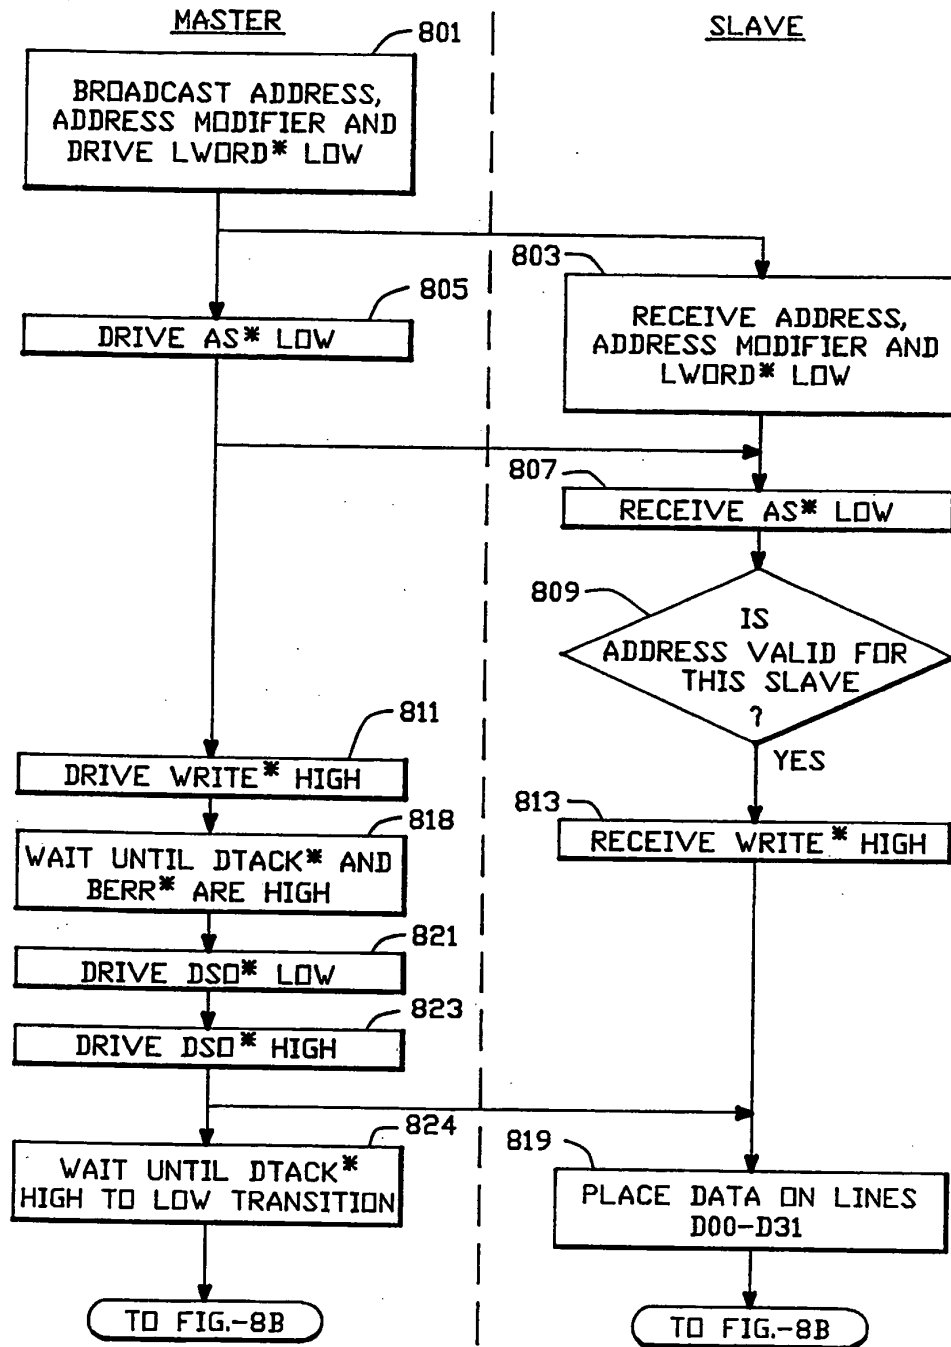 MASTER
SLAVE
801
BROADCAST ADDRESS,
ADDRESS MODIFIER AND
DRIVE LWORD* LOW
803
RECEIVE ADDRESS,
ADDRESS MODIFIER AND
LWORD* LOW
805
DRIVE AS* LOW
807
RECEIVE AS* LOW
809
IS
ADDRESS VALID FOR
THIS SLAVE
?
YES
811
DRIVE WRITE* HIGH
813
RECEIVE WRITE* HIGH
818
WAIT UNTIL DTACK* AND
BERR* ARE HIGH
821
DRIVE DS0* LOW
823
DRIVE DS0* HIGH
824
WAIT UNTIL DTACK*
HIGH TO LOW TRANSITION
819
PLACE DATA ON LINES
D00-D31
TO FIG.-8B
TO FIG.-8B